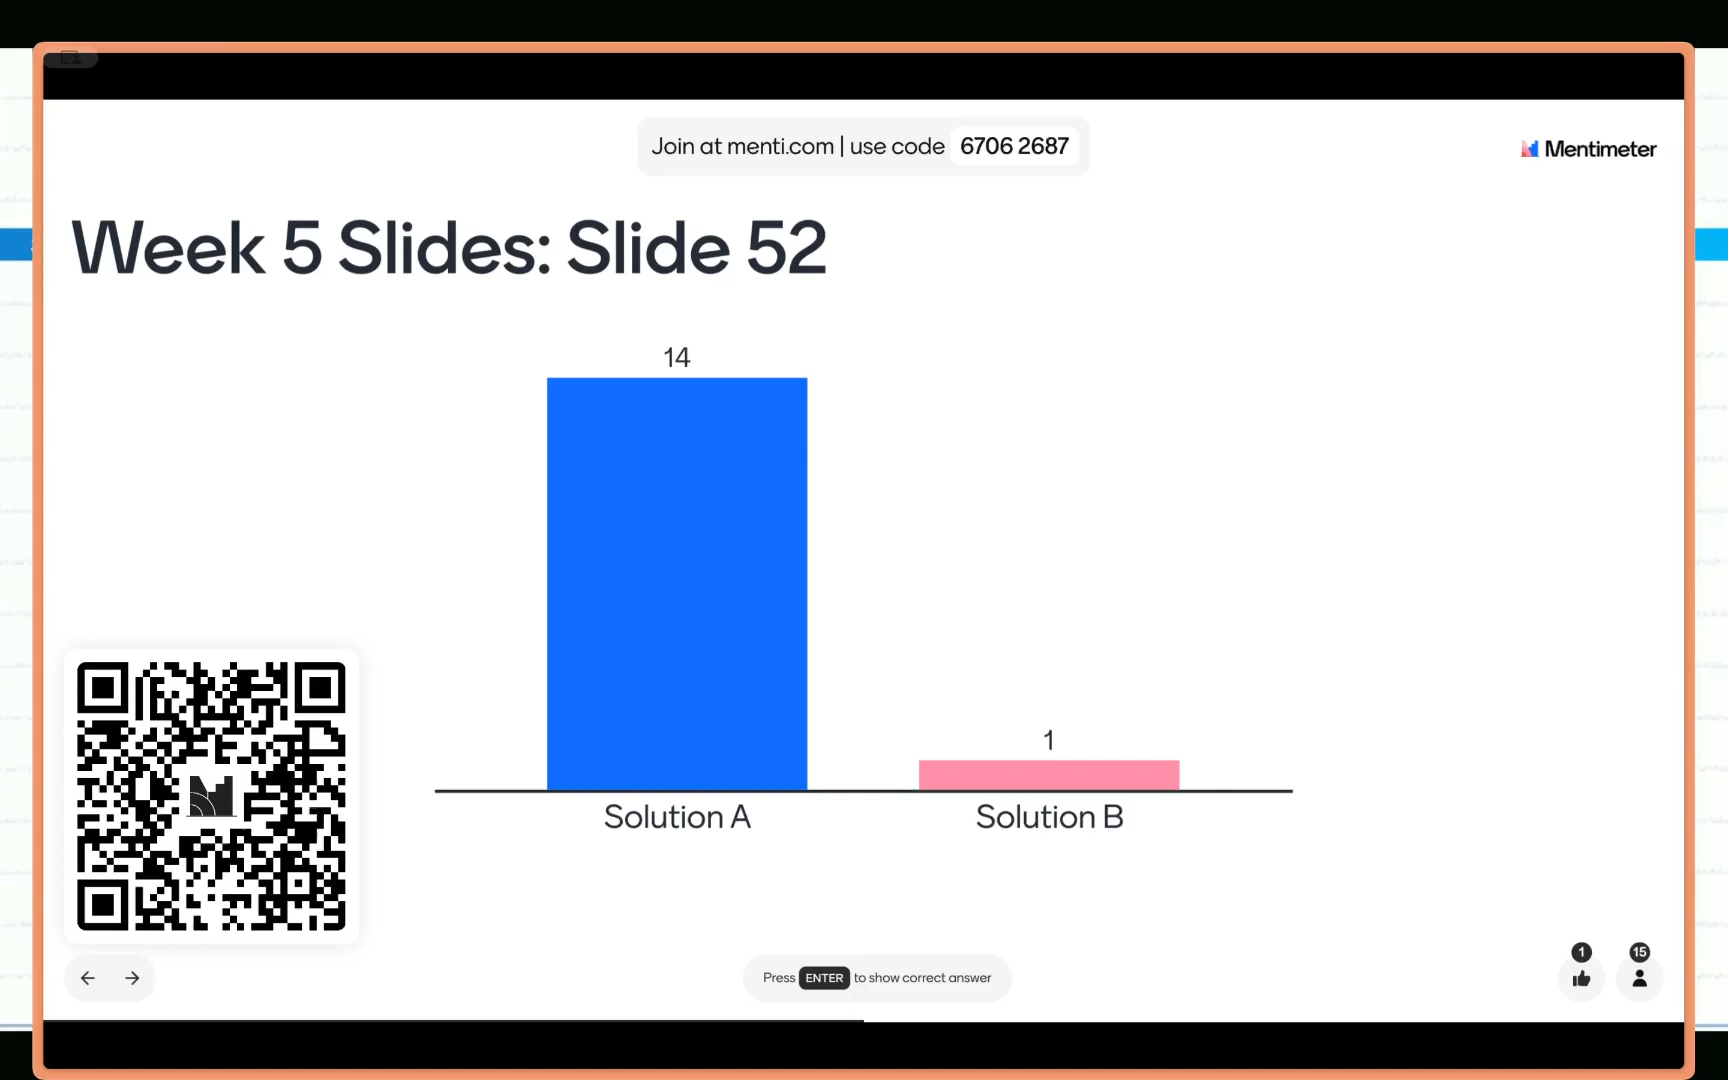 Join at menti.com | use code 6706 2687
Mentimeter
Week 5 Slides: Slide 52
14
1
Solution A
Solution B
Press ENTER to show correct answer
1
15